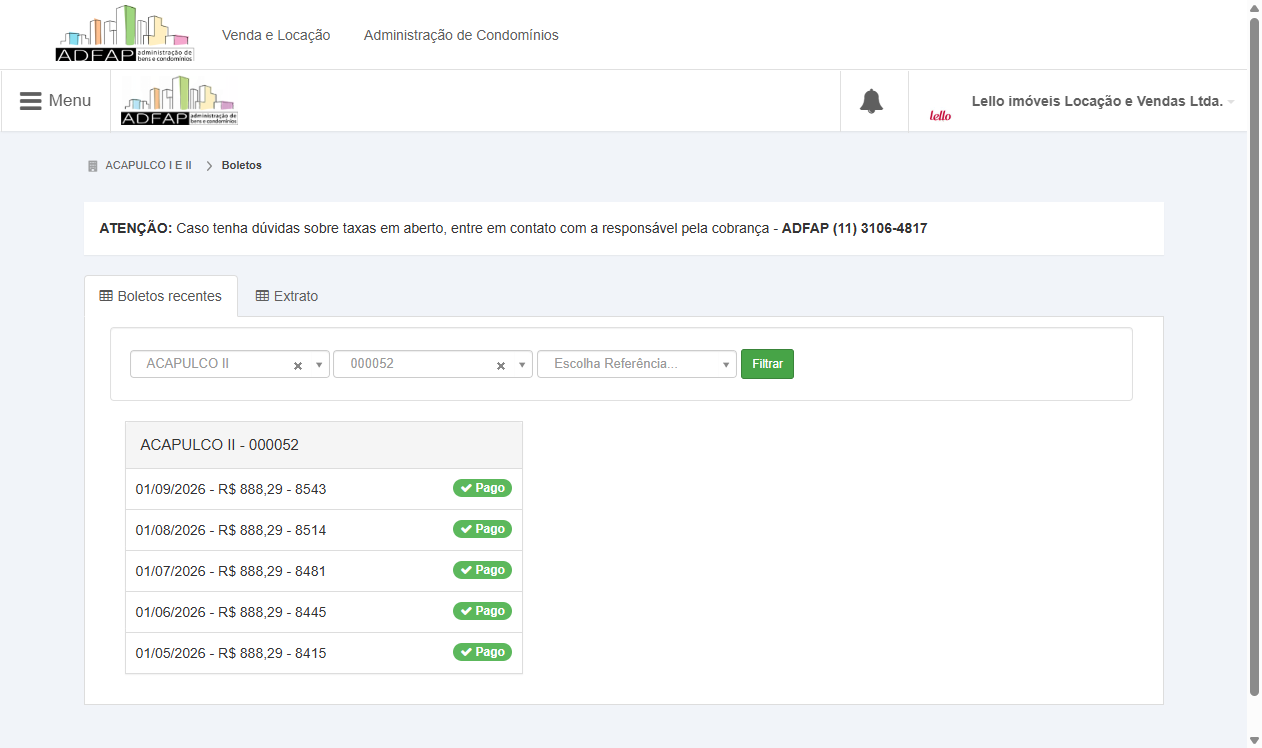 ADFAP administração de bens e condomínios
Venda e Locação
Administração de Condomínios
Menu
ADFAP administração de bens e condomínios
lello
Lello imóveis Locação e Vendas Ltda.
ACAPULCO I E II
Boletos
ATENÇÃO: Caso tenha dúvidas sobre taxas em aberto, entre em contato com a responsável pela cobrança - ADFAP (11) 3106-4817
Boletos recentes
Extrato
ACAPULCO II
000052
Escolha Referência...
Filtrar
ACAPULCO II - 000052
01/09/2026 - R$ 888,29 - 8543 Pago
01/08/2026 - R$ 888,29 - 8514 Pago
01/07/2026 - R$ 888,29 - 8481 Pago
01/06/2026 - R$ 888,29 - 8445 Pago
01/05/2026 - R$ 888,29 - 8415 Pago